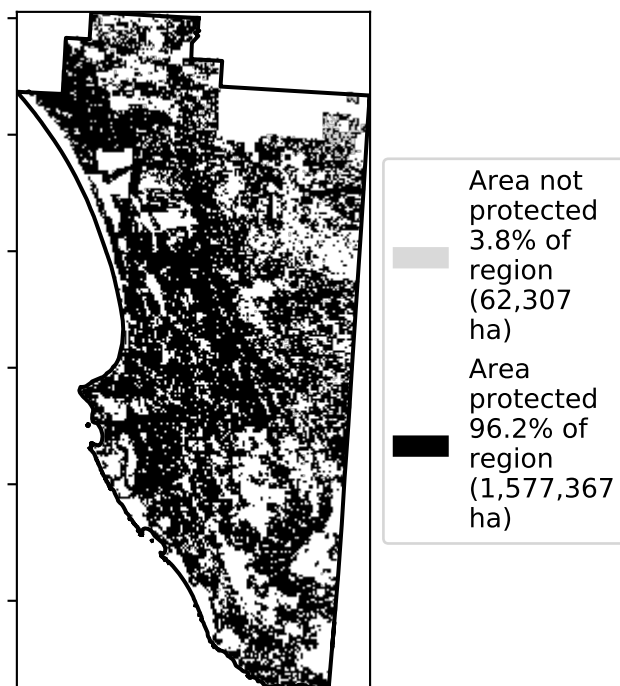 Area not
protected
3.8% of
region
(62,307
ha)
Area
protected
96.2% of
region
(1,577,367
ha)